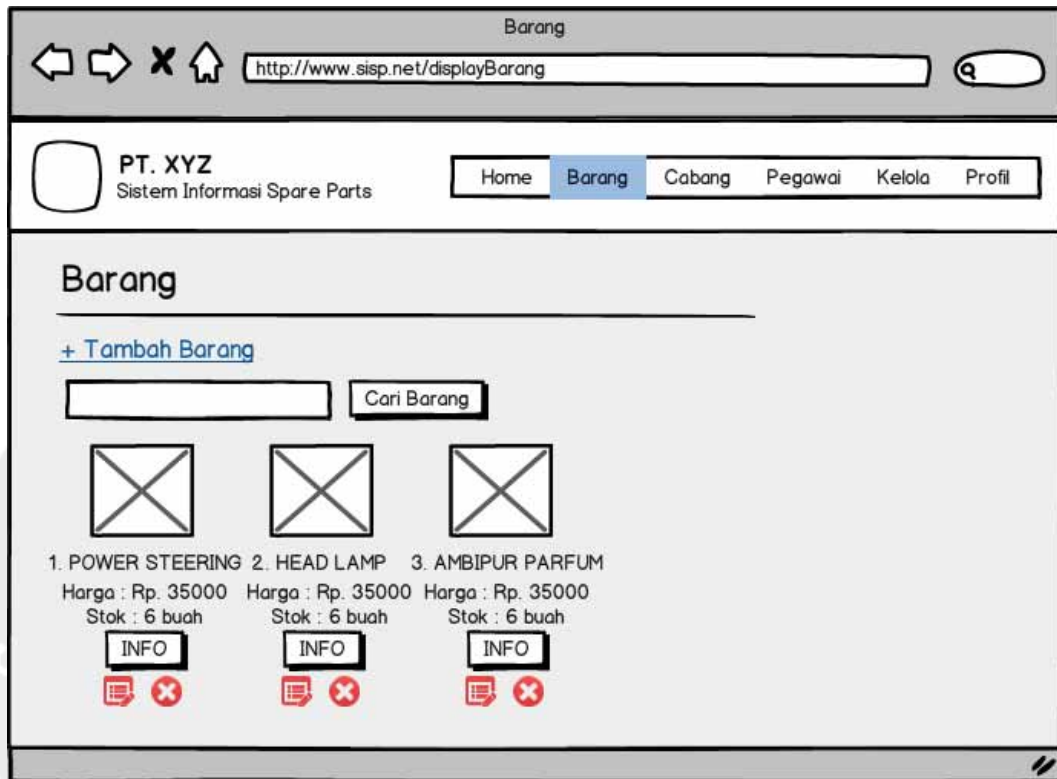 Barang
http://www.sisp.net/displayBarang
PT. XYZ
Sistem Informasi Spare Parts
Home Barang Cabang Pegawai Kelola Profil
Barang
+ Tambah Barang
Cari Barang
1. POWER STEERING 2. HEAD LAMP 3. AMBIPUR PARFUM
Harga : Rp. 35000 Harga : Rp. 35000 Harga : Rp. 35000
Stok : 6 buah Stok : 6 buah Stok : 6 buah
INFO INFO INFO